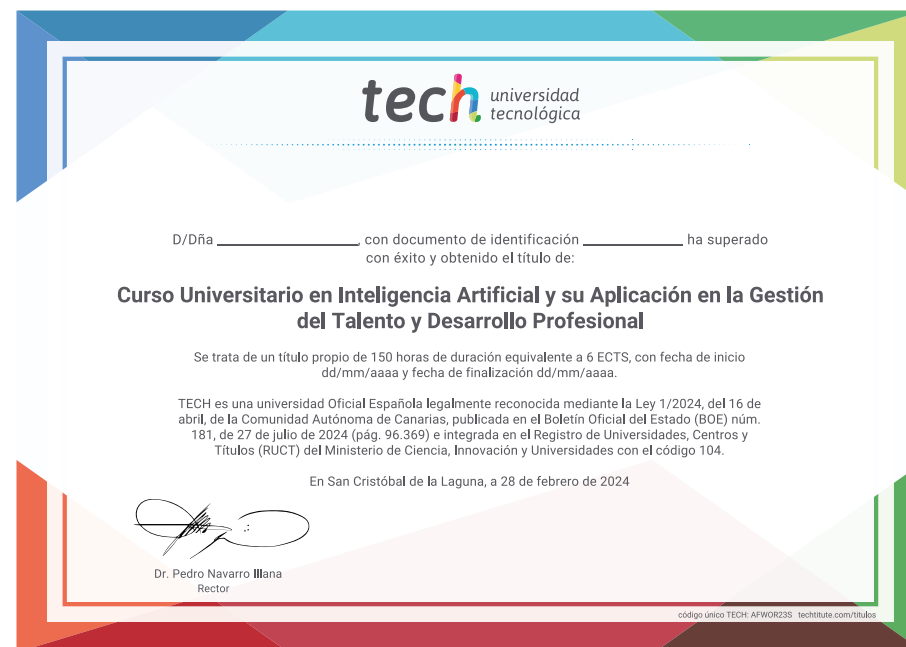 tech universidad
tecnológica
D/Dña ____________, con documento de identificación ____________ ha superado
con éxito y obtenido el título de:
Curso Universitario en Inteligencia Artificial y su Aplicación en la Gestión
del Talento y Desarrollo Profesional
Se trata de un título propio de 150 horas de duración equivalente a 6 ECTS, con fecha de inicio
dd/mm/aaaa y fecha de finalización dd/mm/aaaa.
TECH es una universidad Oficial Española legalmente reconocida mediante la Ley 1/2024, del 16 de
abril, de la Comunidad Autónoma de Canarias, publicada en el Boletín Oficial del Estado (BOE) núm.
181, de 27 de julio de 2024 (pág. 96.369) e integrada en el Registro de Universidades, Centros y
Títulos (RUCT) del Ministerio de Ciencia, Innovación y Universidades con el código 104.
En San Cristóbal de la Laguna, a 28 de febrero de 2024
Dr. Pedro Navarro Illana
Rector
código único TECH: AFWOR23S techtitute.com/titulos